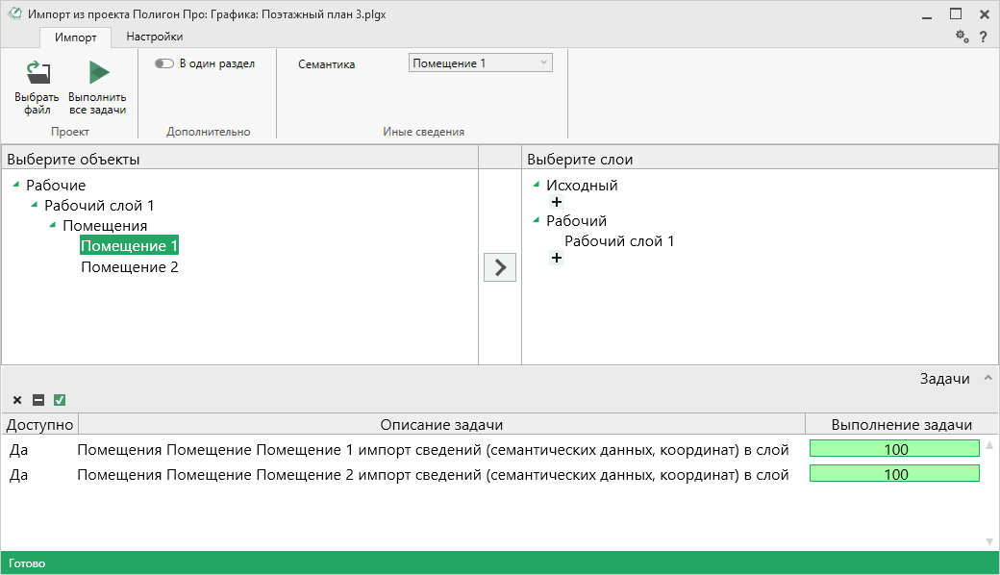 Импорт из проекта Полигон Про: Графика: Поэтажный план 3.plgx
Импорт Настройки
?
Выбрать файл
Выполнить все задачи
Проект
В один раздел
Дополнительно
Семантика Помещение 1
Иные сведения
Выберите объекты
Рабочие
Рабочий слой 1
Помещения
Помещение 1
Помещение 2
Выберите слои
Исходный
+
Рабочий
Рабочий слой 1
+
Задачи
Доступно Описание задачи Выполнение задачи
Да Помещения Помещение Помещение 1 импорт сведений (семантических данных, координат) в слой 100
Да Помещения Помещение Помещение 2 импорт сведений (семантических данных, координат) в слой 100
Готово